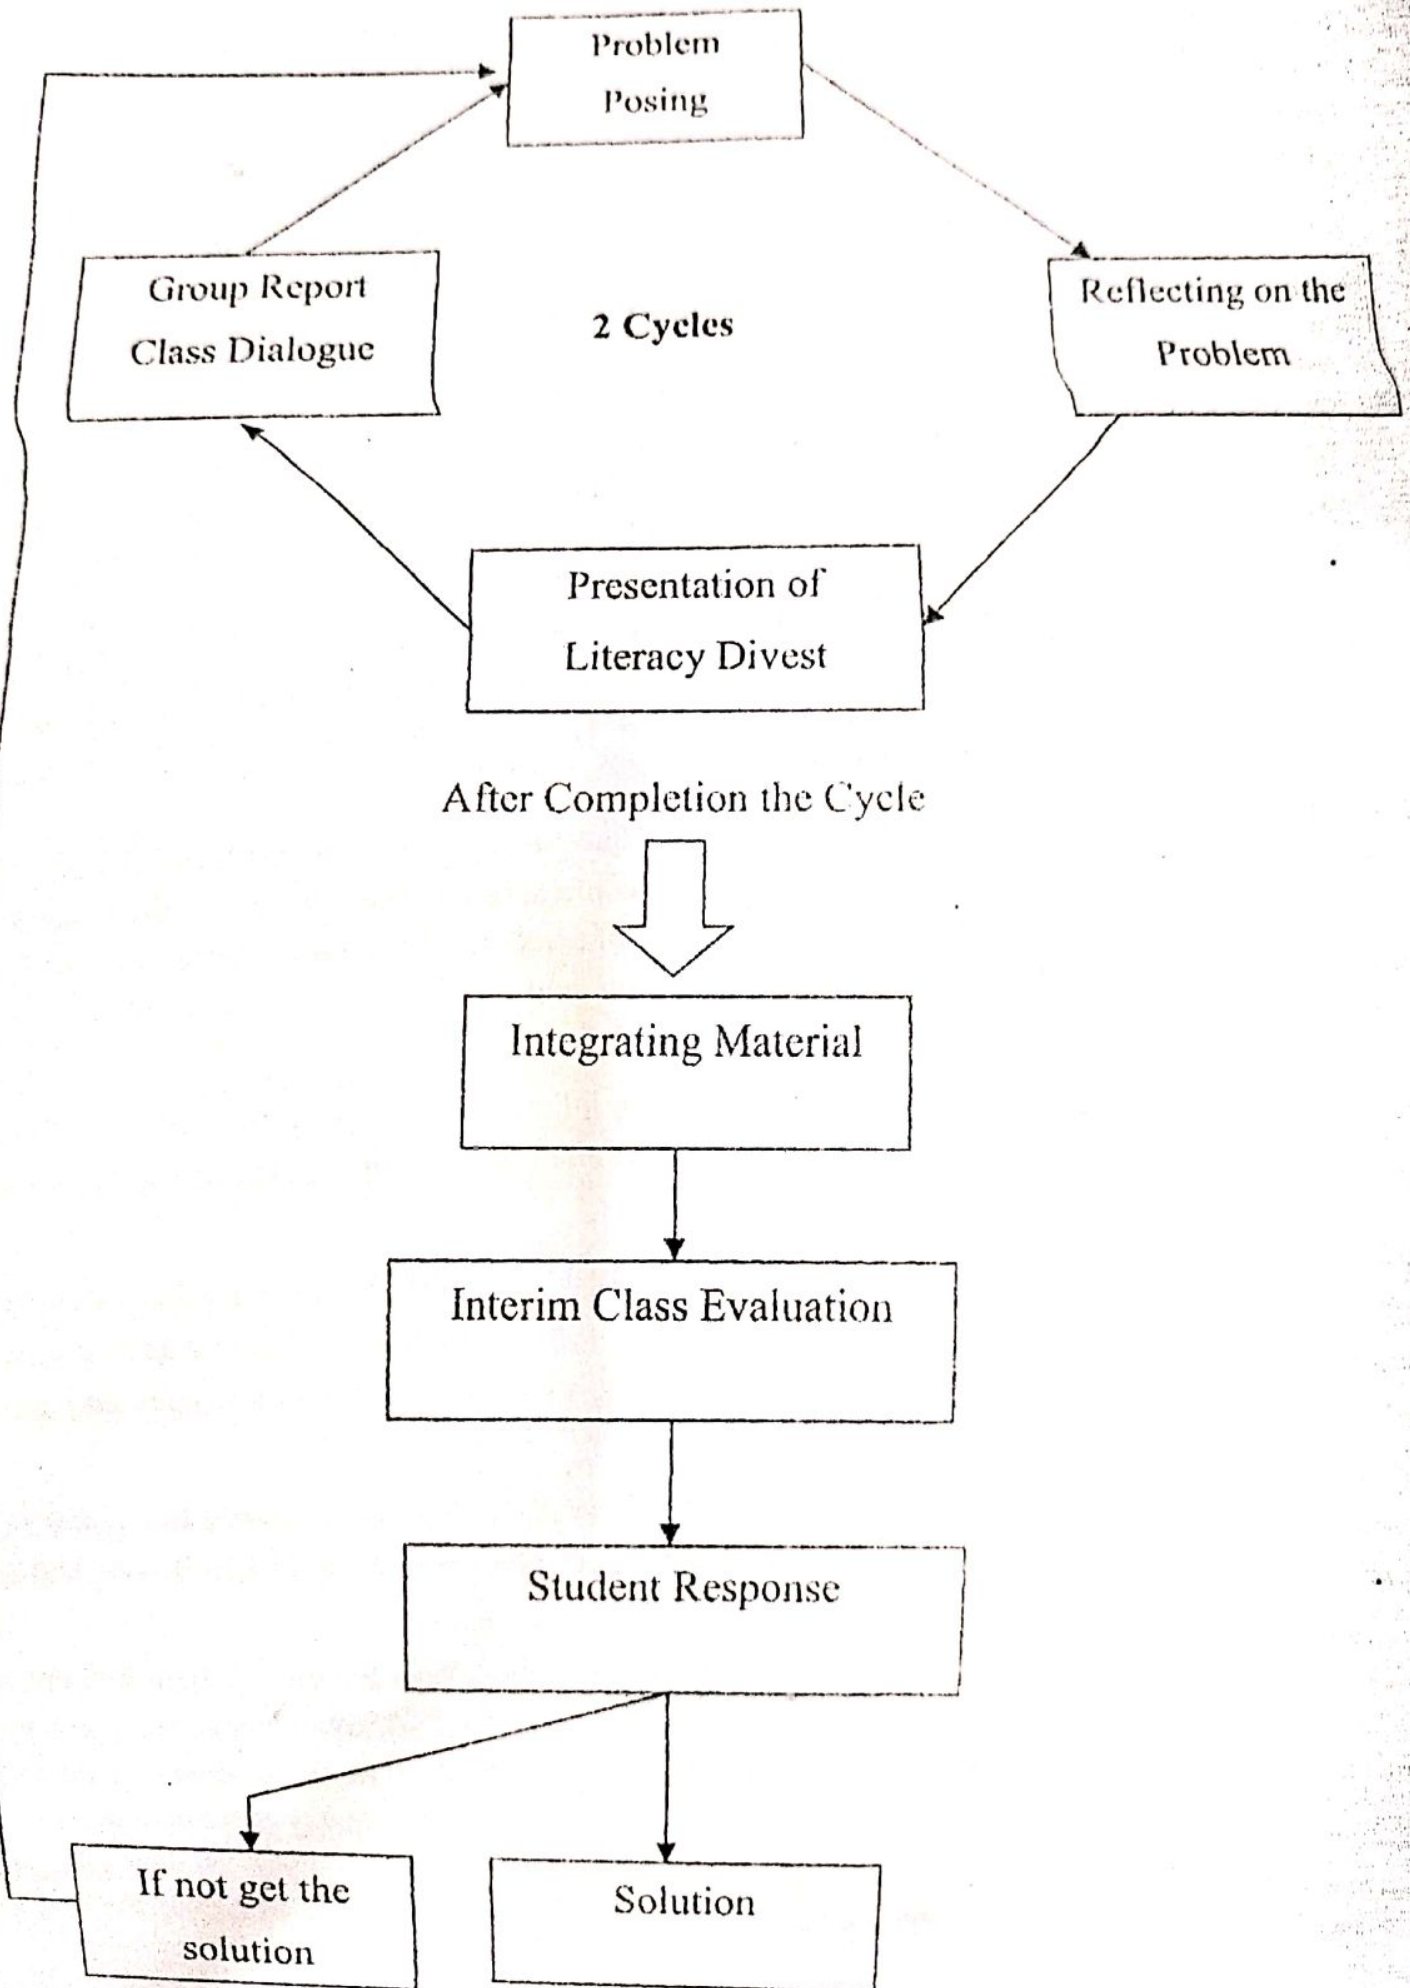 Problem
Posing
Group Report
Class Dialogue
2 Cycles
Reflecting on the
Problem
Presentation of
Literacy Divest
After Completion the Cycle
Integrating Material
Interim Class Evaluation
Student Response
If not get the
solution
Solution